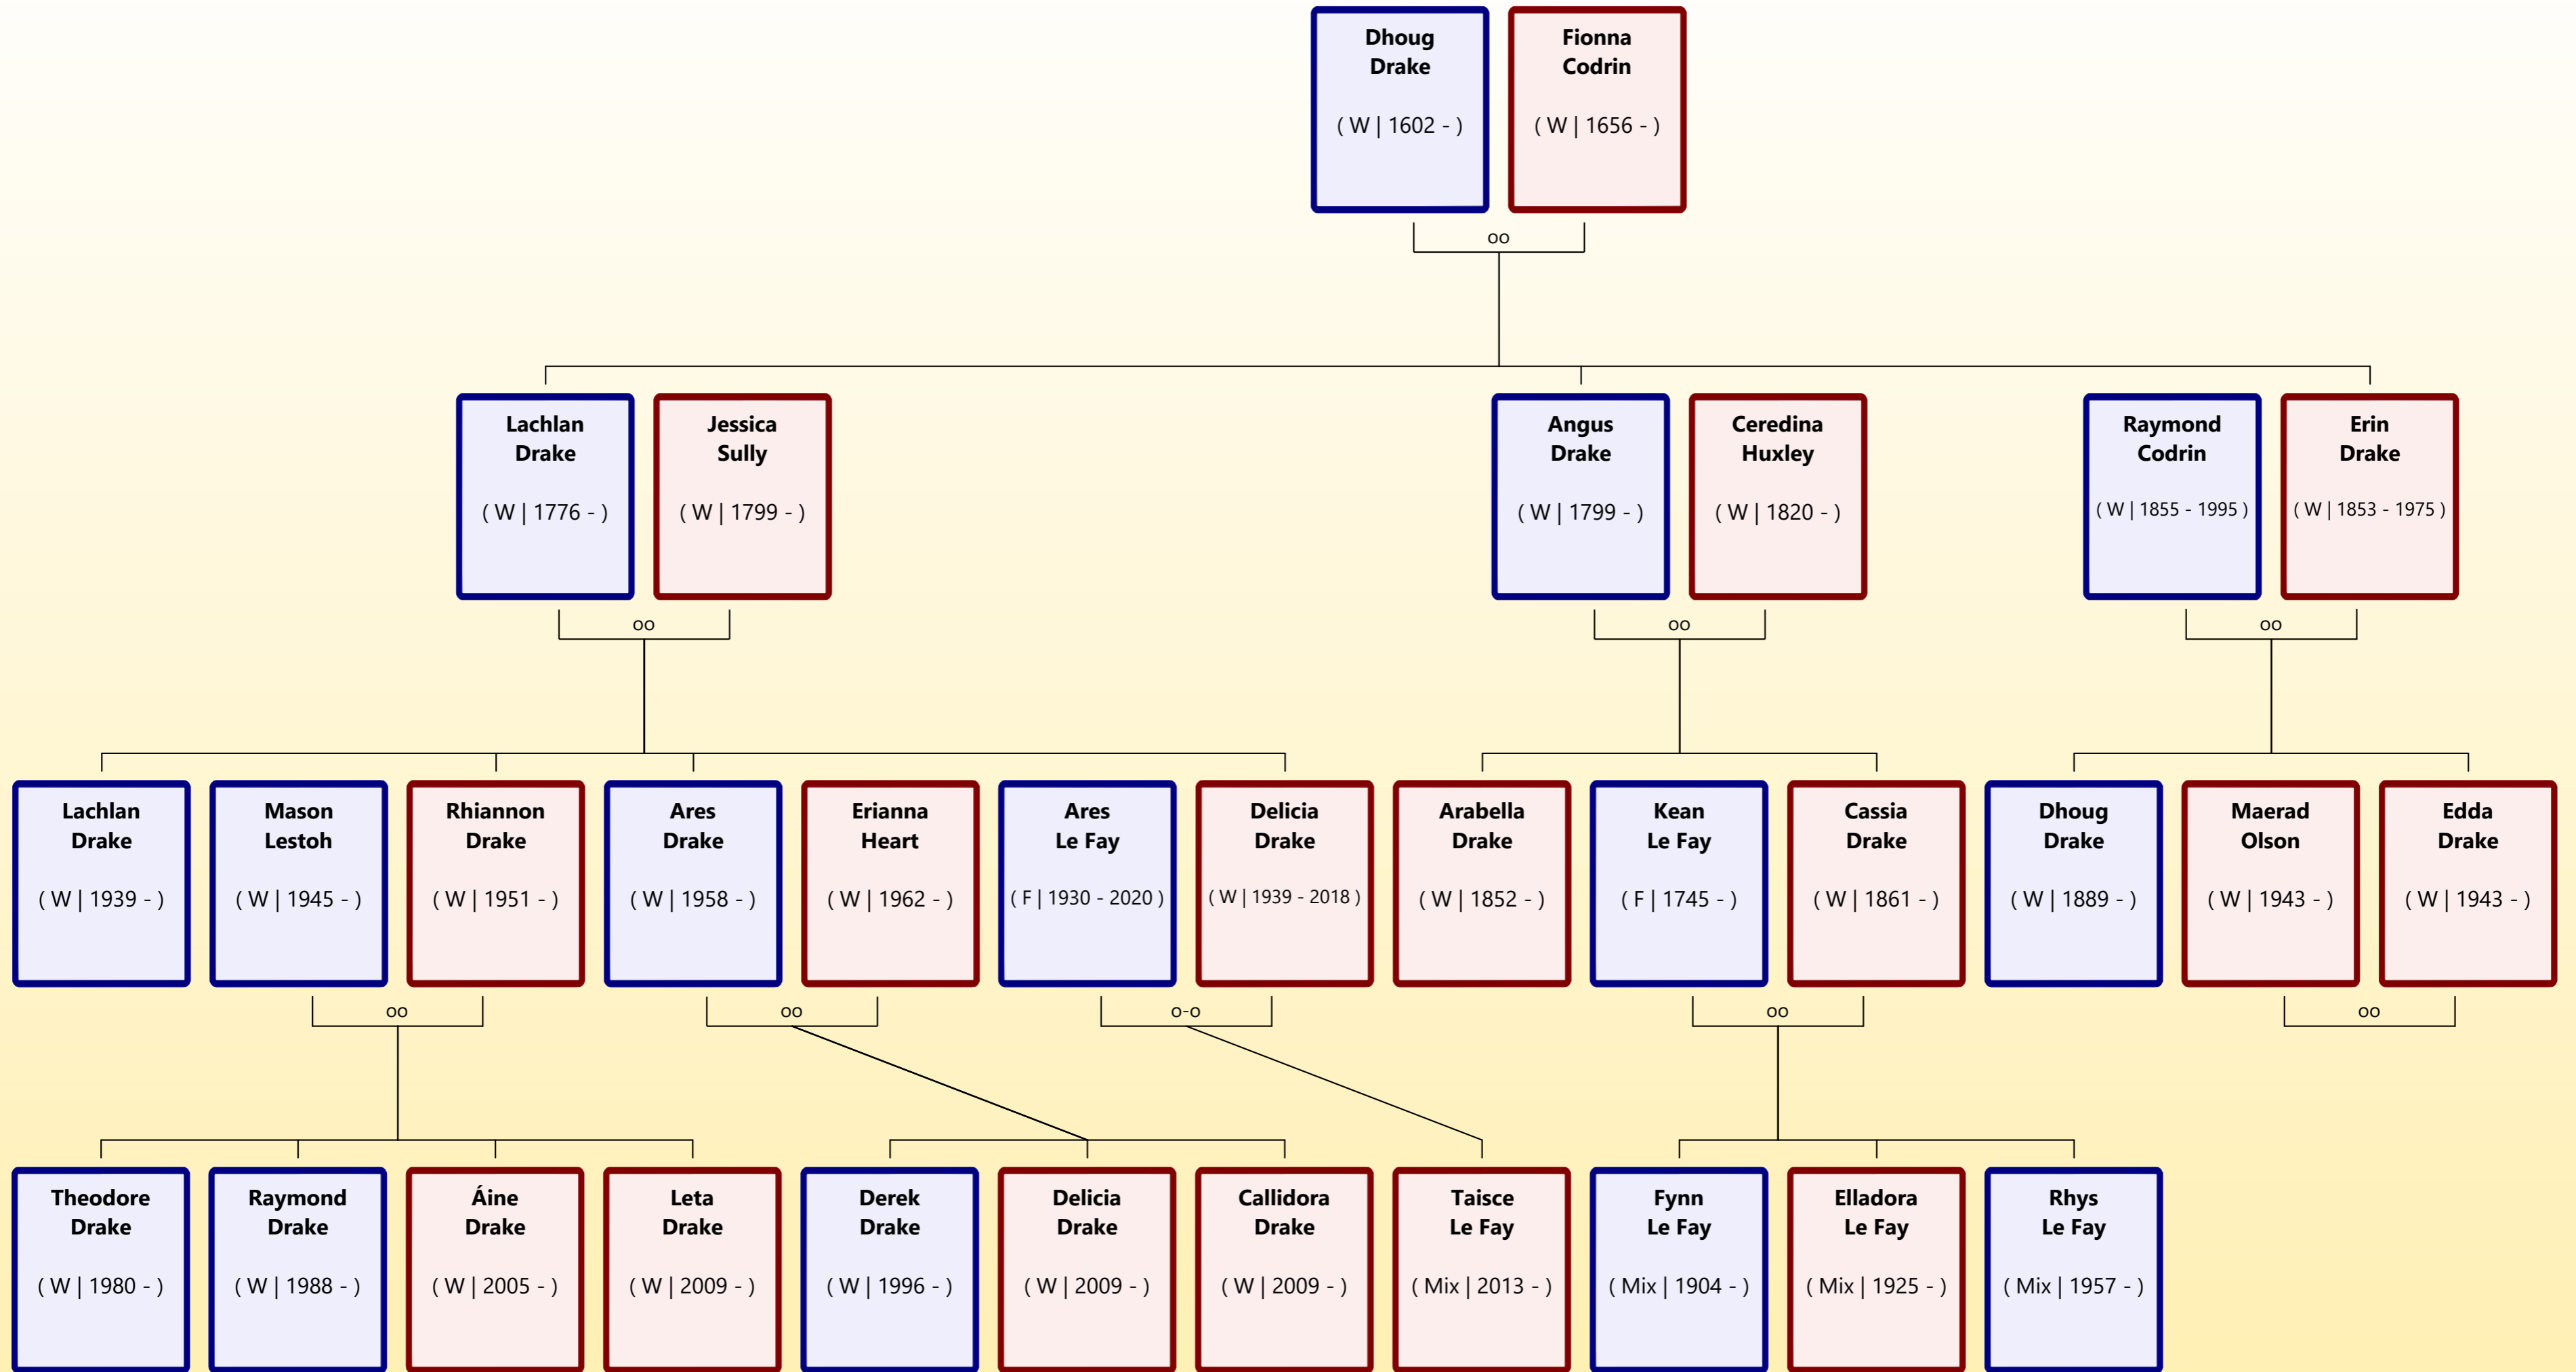 Dhoug
Drake
( W | 1602 - )
Fionna
Codrin
( W | 1656 - )
oo
Lachlan
Drake
( W | 1776 - )
Jessica
Sully
( W | 1799 - )
Angus
Drake
( W | 1799 - )
Ceredina
Huxley
( W | 1820 - )
Raymond
Codrin
( W | 1855 - 1995 )
Erin
Drake
( W | 1853 - 1975 )
oo
oo
oo
Lachlan
Drake
( W | 1939 - )
Mason
Lestoh
( W | 1945 - )
Rhiannon
Drake
( W | 1951 - )
Ares
Drake
( W | 1958 - )
Erianna
Heart
( W | 1962 - )
Ares
Le Fay
( F | 1930 - 2020 )
Delicia
Drake
( W | 1939 - 2018 )
Arabella
Drake
( W | 1852 - )
Kean
Le Fay
( F | 1745 - )
Cassia
Drake
( W | 1861 - )
Dhoug
Drake
( W | 1889 - )
Maerad
Olson
( W | 1943 - )
Edda
Drake
( W | 1943 - )
oo
oo
o-o
oo
oo
Theodore
Drake
( W | 1980 - )
Raymond
Drake
( W | 1988 - )
Áine
Drake
( W | 2005 - )
Leta
Drake
( W | 2009 - )
Derek
Drake
( W | 1996 - )
Delicia
Drake
( W | 2009 - )
Callidora
Drake
( W | 2009 - )
Taisce
Le Fay
( Mix | 2013 - )
Fynn
Le Fay
( Mix | 1904 - )
Elladora
Le Fay
( Mix | 1925 - )
Rhys
Le Fay
( Mix | 1957 - )